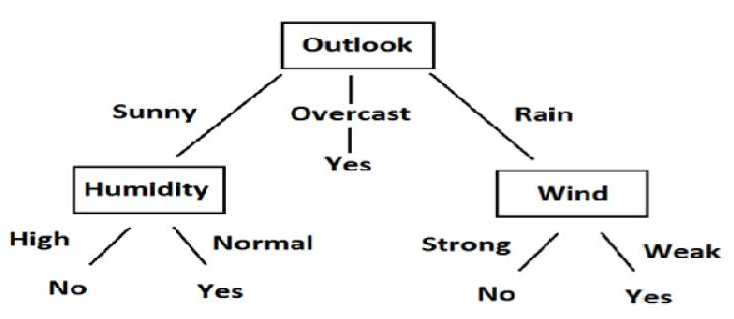 Outlook
Sunny
Overcast
Rain
Yes
Humidity
Wind
High
Normal
Strong
Weak
No
Yes
No
Yes